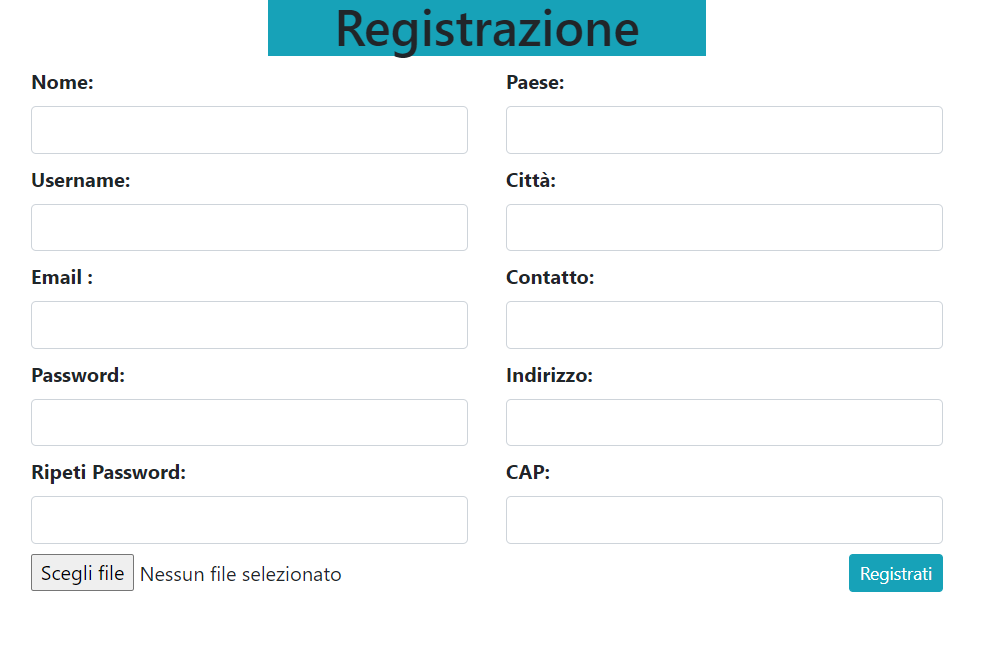 Registrazione
Nome:
Paese:
Username:
Città:
Email :
Contatto:
Password:
Indirizzo:
Ripeti Password:
CAP:
Scegli file Nessun file selezionato
Registrati